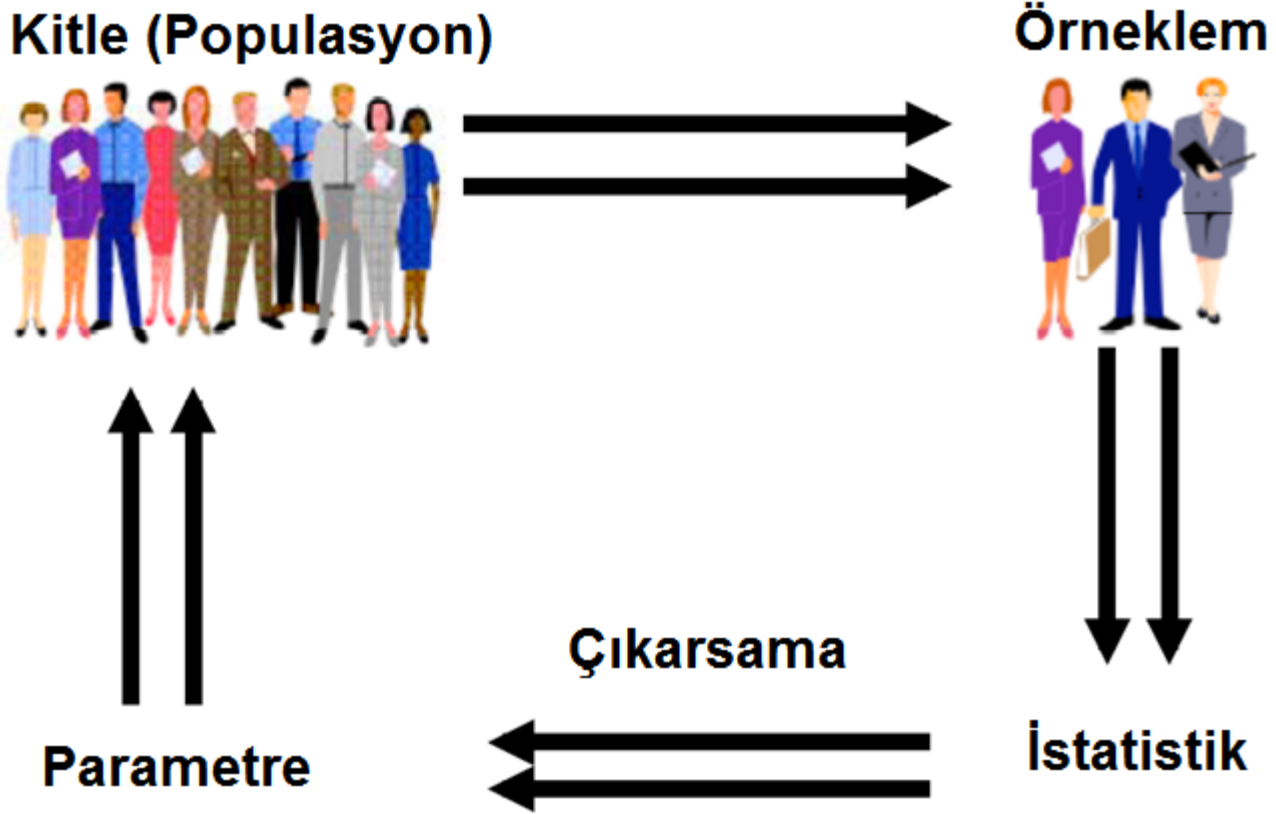 Kitle (Populasyon)
Örneklem
Çıkarsama
Parametre
İstatistik